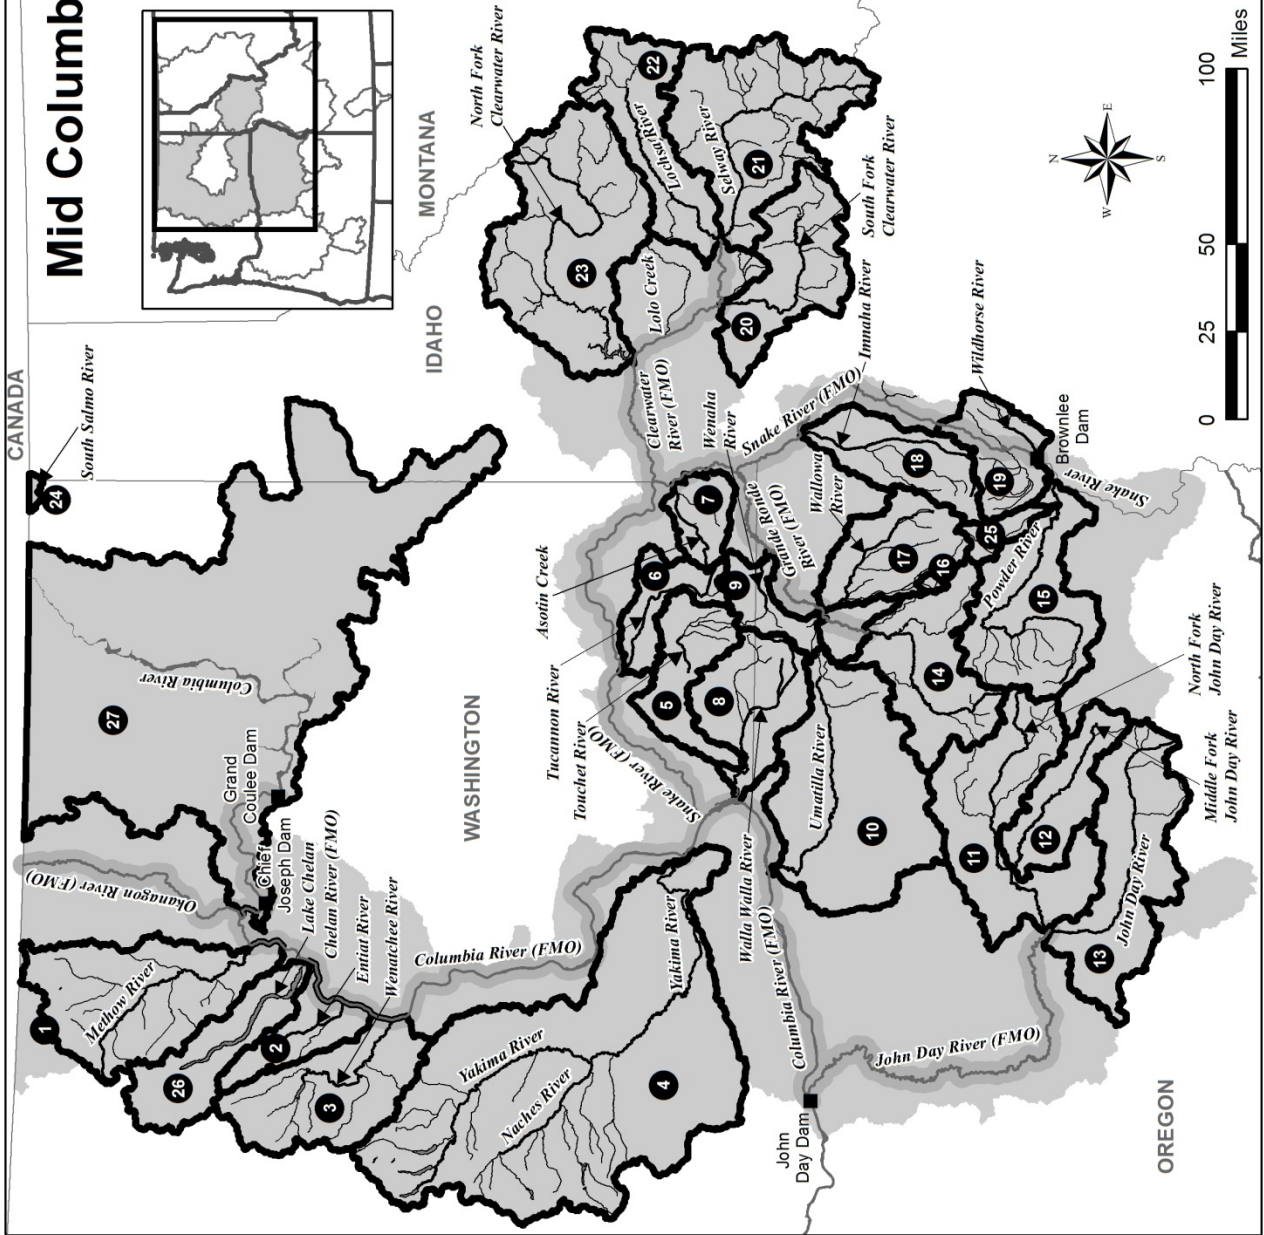 Mid Columb
CANADA
MONTANA
IDAHO
WASHINGTON
OREGON
24
South Salmo River
27
Columbia River
Grand
Coulee Dam
Chief
Joseph Dam
Okanagon River (FMO)
Lake Chelan
Chelan River (FMO)
Entiat River
Wenatchee River
1
Methow River
26
2
3
Columbia River (FMO)
Yakima River
Naches River
4
Yakima River
North Fork
Clearwater River
22
Lochsa River
23
Selway River
21
South Fork
Clearwater River
Lolo Creek
20
Clearwater
River (FMO)
Wenaha
River
Snake River (FMO)
Imnaha River
Wildhorse River
Brownlee
Dam
Snake River
Asotin Creek
7
6
Tucannon River
Touchet River
Snake River (FMO)
5
8
9
Grande Ronde
River (FMO)
Wallowa
River
18
19
17
16
25
Powder River
15
14
Umatilla River
10
Walla Walla River
Columbia River (FMO)
11
12
13
John Day River
North Fork
John Day River
Middle Fork
John Day River
John Day River (FMO)
John
Day Dam
N
E
S
W
0
25
50
100
Miles